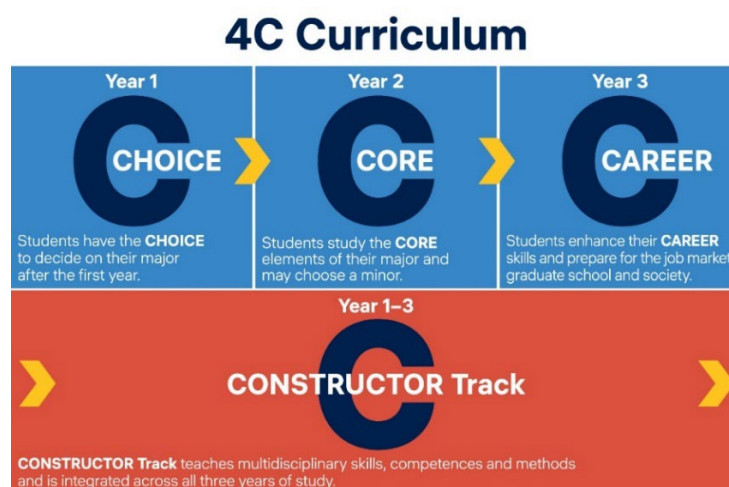 4C Curriculum
Year 1
CHOICE
Students have the CHOICE
to decide on their major
after the first year.
Year 2
CORE
Students study the CORE
elements of their major and
may choose a minor.
Year 3
CAREER
Students enhance their CAREER
skills and prepare for the job market
graduate school and society.
Year 1–3
CONSTRUCTOR Track
CONSTRUCTOR Track teaches multidisciplinary skills, competences and methods
and is integrated across all three years of study.